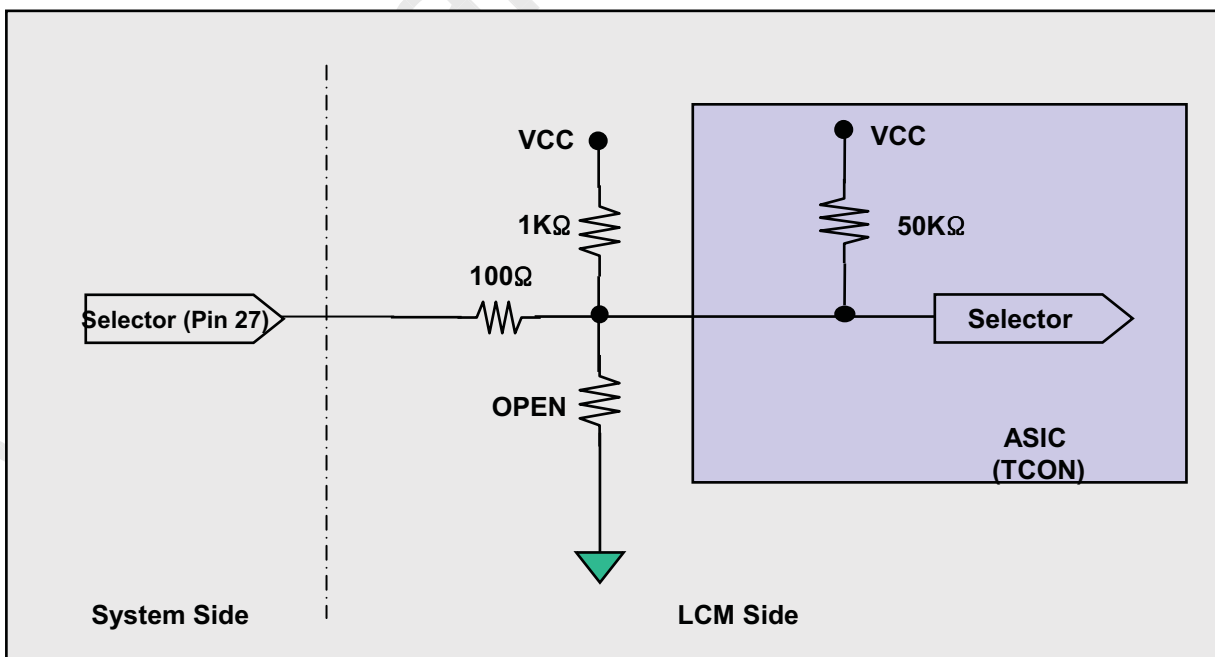 VCC
VCC
1KΩ
50KΩ
100Ω
Selector (Pin 27)
Selector
OPEN
ASIC
(TCON)
System Side
LCM Side